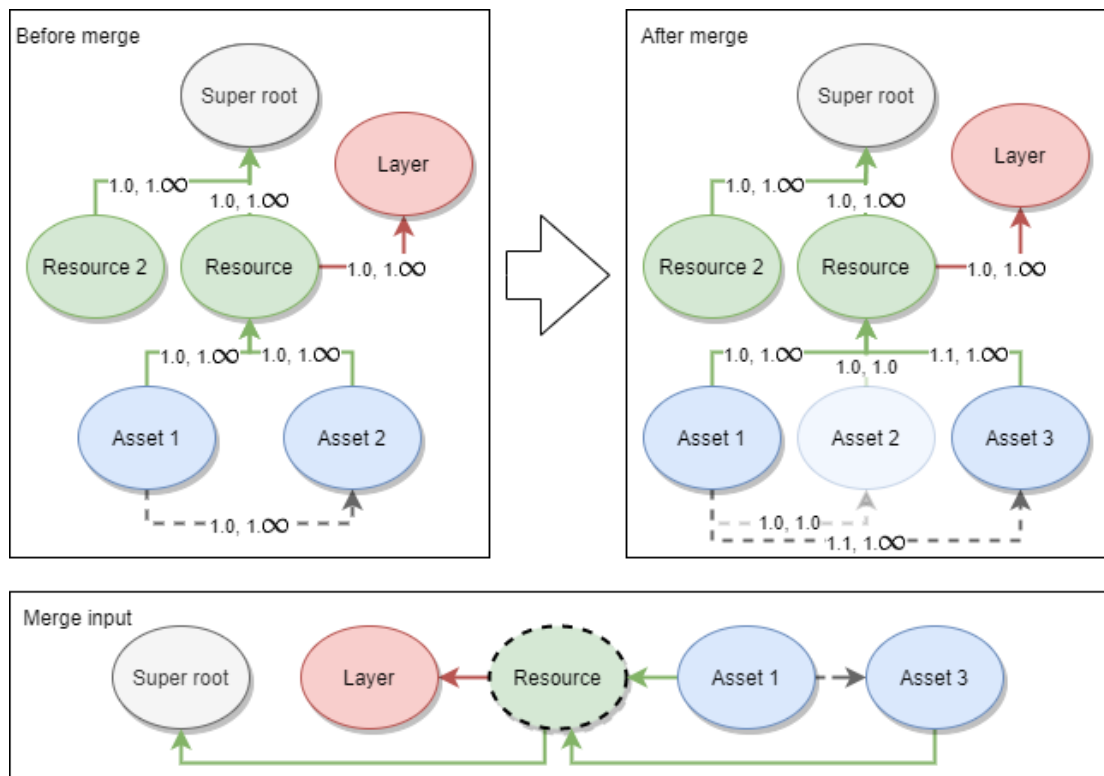 Before merge
Super root
Layer
1.0, 1.∞
1.0, 1.∞
Resource 2
Resource
1.0, 1.∞
1.0, 1.∞
1.0, 1.∞
Asset 1
Asset 2
1.0, 1.∞
After merge
Super root
Layer
1.0, 1.∞
1.0, 1.∞
Resource 2
Resource
1.0, 1.∞
1.0, 1.∞
1.0, 1.0
1.1, 1.∞
Asset 1
Asset 2
Asset 3
1.0, 1.0
1.1, 1.∞
Merge input
Super root
Layer
Resource
Asset 1
Asset 3